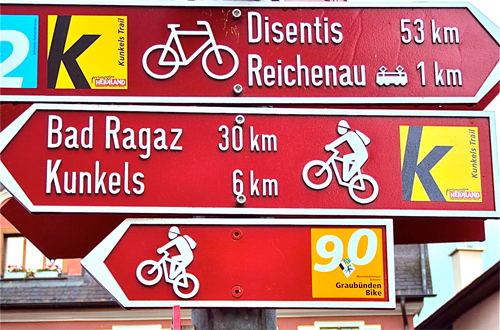 2
k
Kunkels Trail
HEIDILAND
Disentis 53 km
Reichenau 1 km
Bad Ragaz 30 km
Kunkels 6 km
k
Kunkels Trail
HEIDILAND
90
Graubünden
Bike